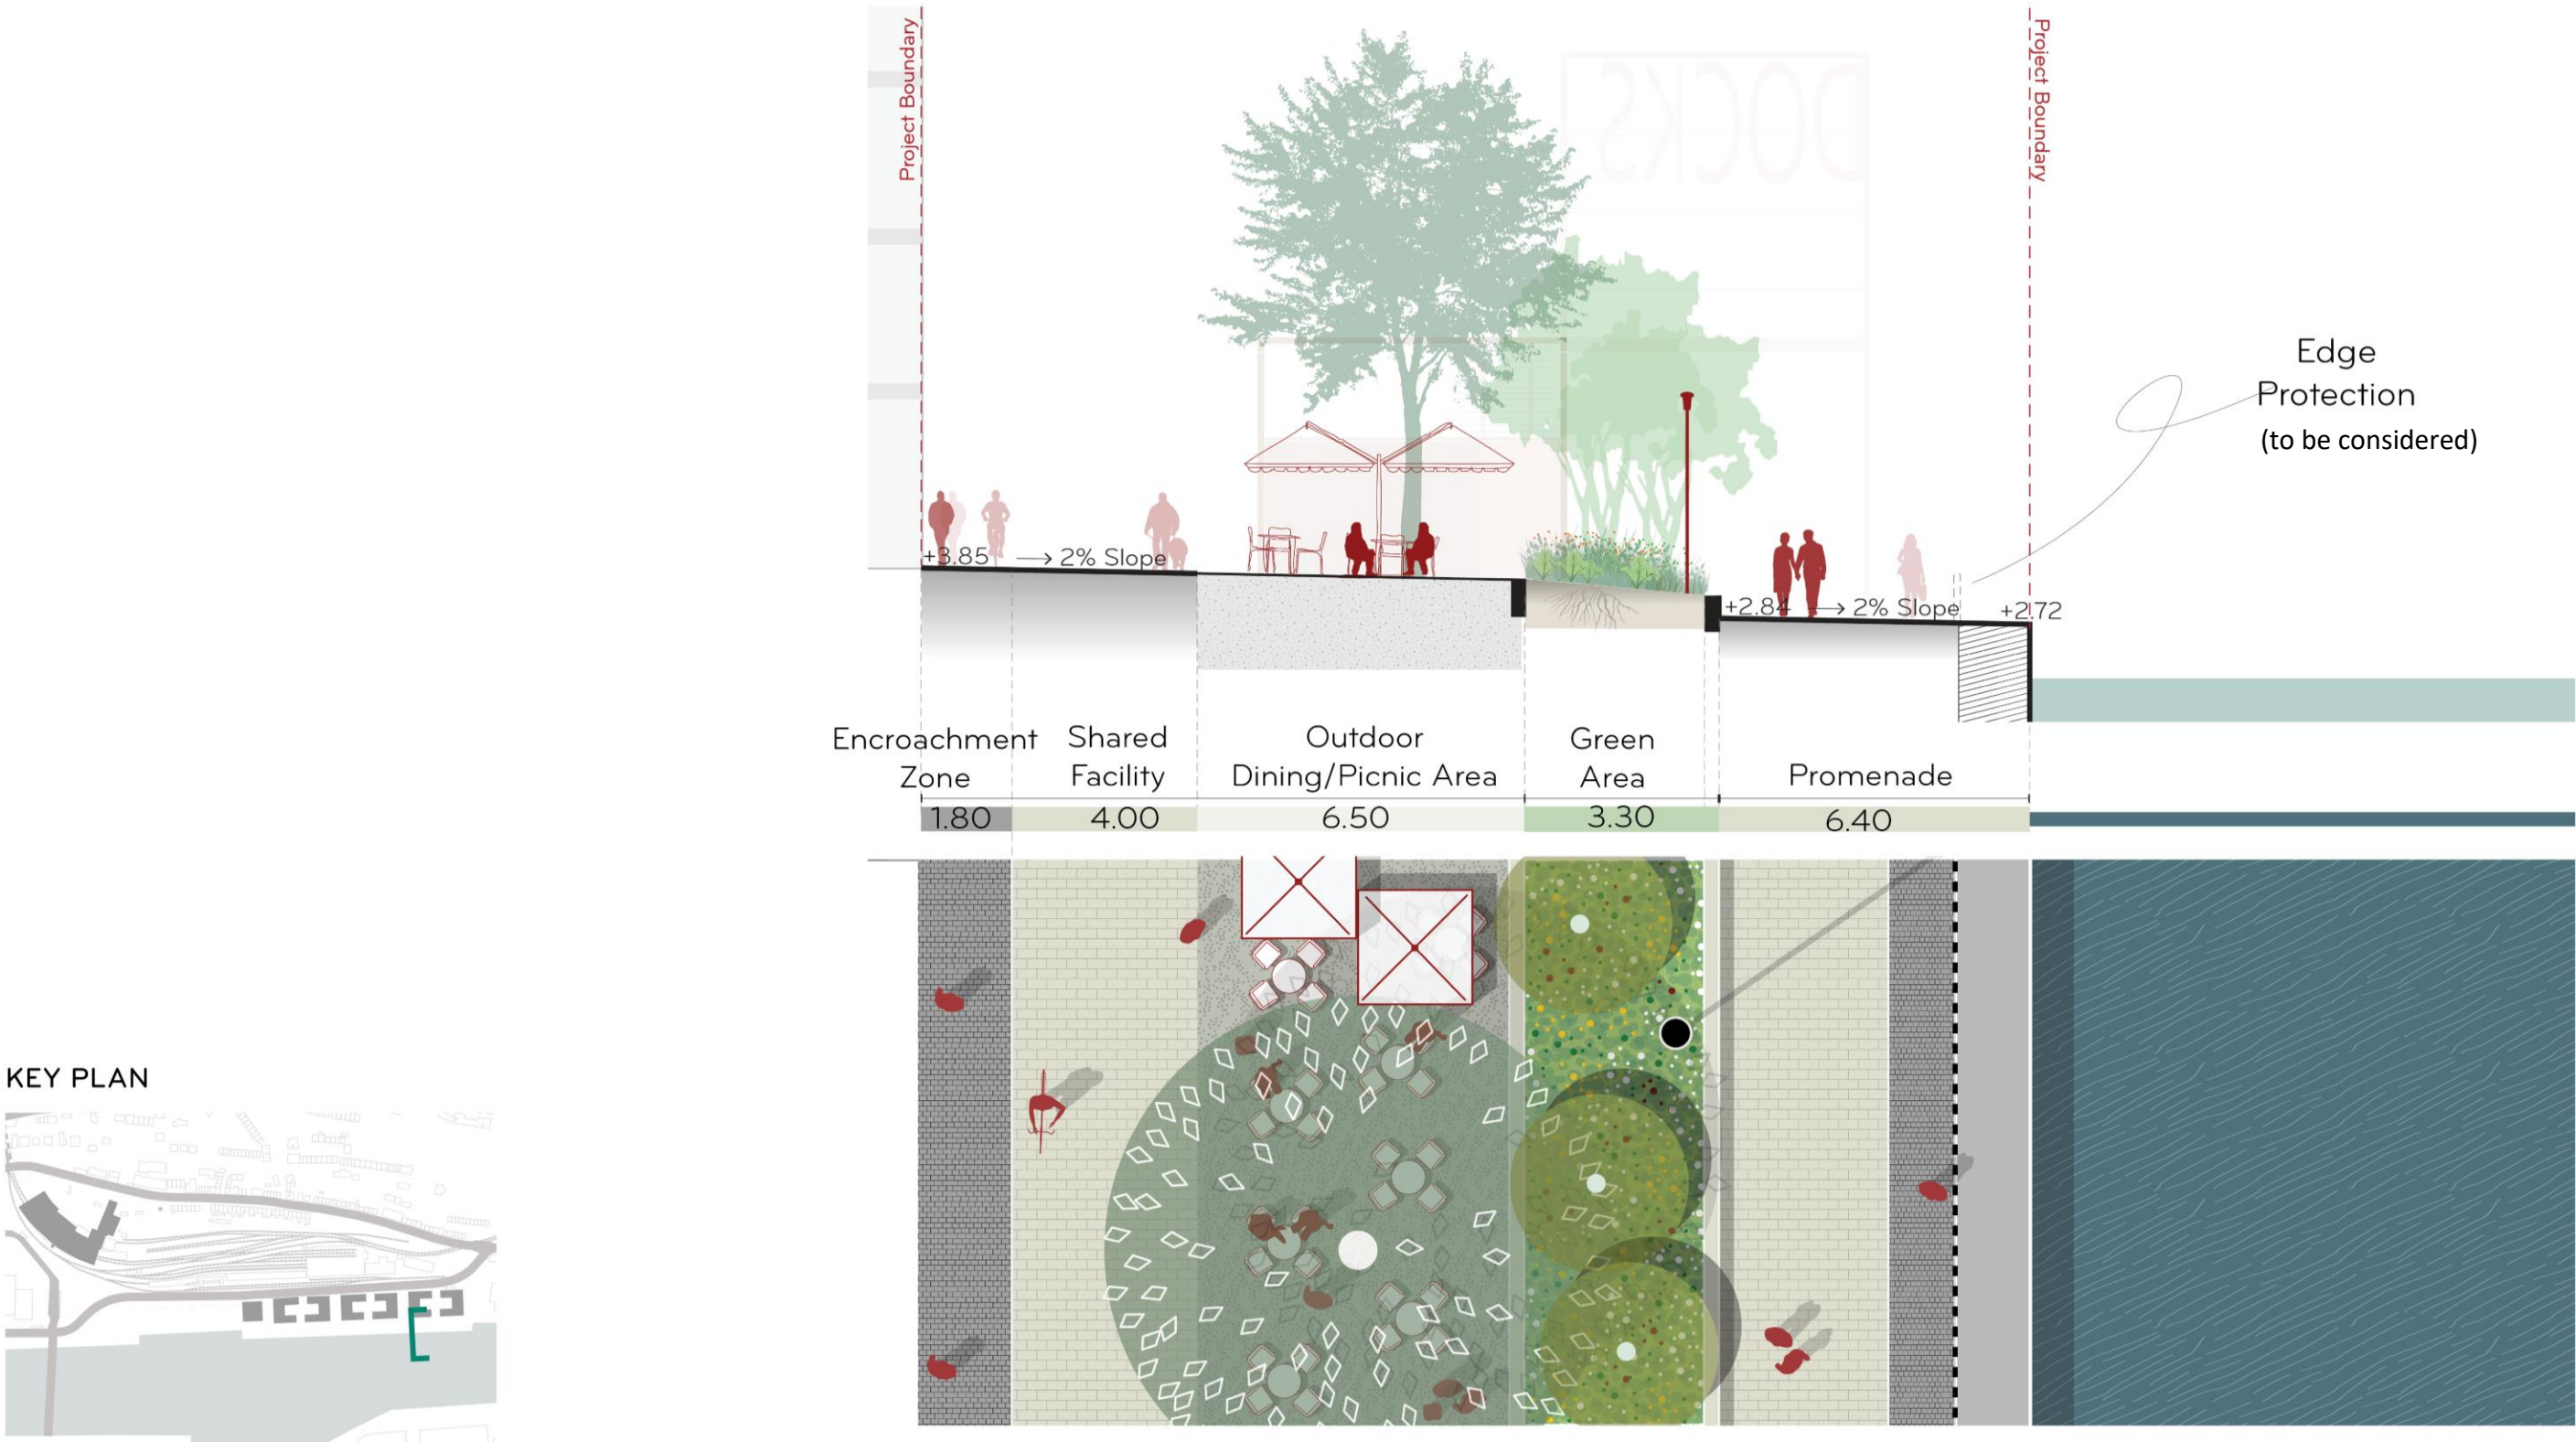 Project Boundary
DOCKS
Project Boundary
Edge
Protection
(to be considered)
+3.85
→ 2% Slope
+2.84
→ 2% Slope
+2.72
Encroachment
Zone
Shared
Facility
Outdoor
Dining/Picnic Area
Green
Area
Promenade
1.80
4.00
6.50
3.30
6.40
KEY PLAN